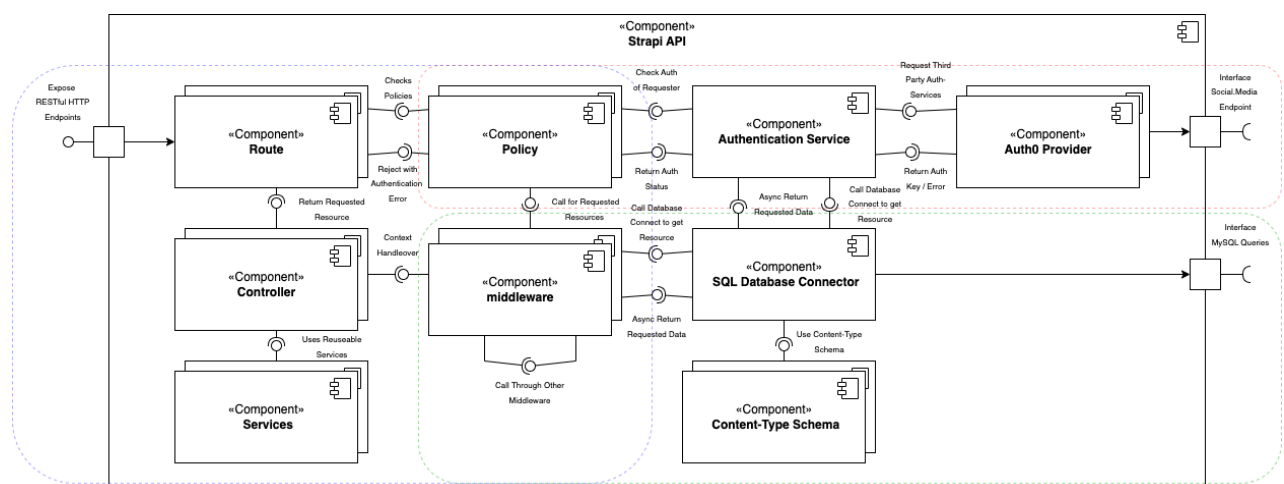 «Component»
Strapi API
Expose
RESTful HTTP
Endpoints
«Component»
Route
Checks
Policies
Reject with
Authentication
Error
«Component»
Policy
Check Auth
of Requester
Return Auth
Status
«Component»
Authentication Service
Request Third
Party Auth-
Services
Return Auth
Key / Error
«Component»
Auth0 Provider
Interface
Social.Media
Endpoint
Return Requested
Resource
Call for Requested
Resources
Call Database
Connect to get
Resource
Async Return
Requested Data
Call Database
Connect to get
Resource
«Component»
Controller
Context
Handleover
«Component»
middleware
Async Return
Requested Data
«Component»
SQL Database Connector
Interface
MySQL Queries
Uses Reuseable
Services
Call Through Other
Middleware
Use Content-Type
Schema
«Component»
Services
«Component»
Content-Type Schema